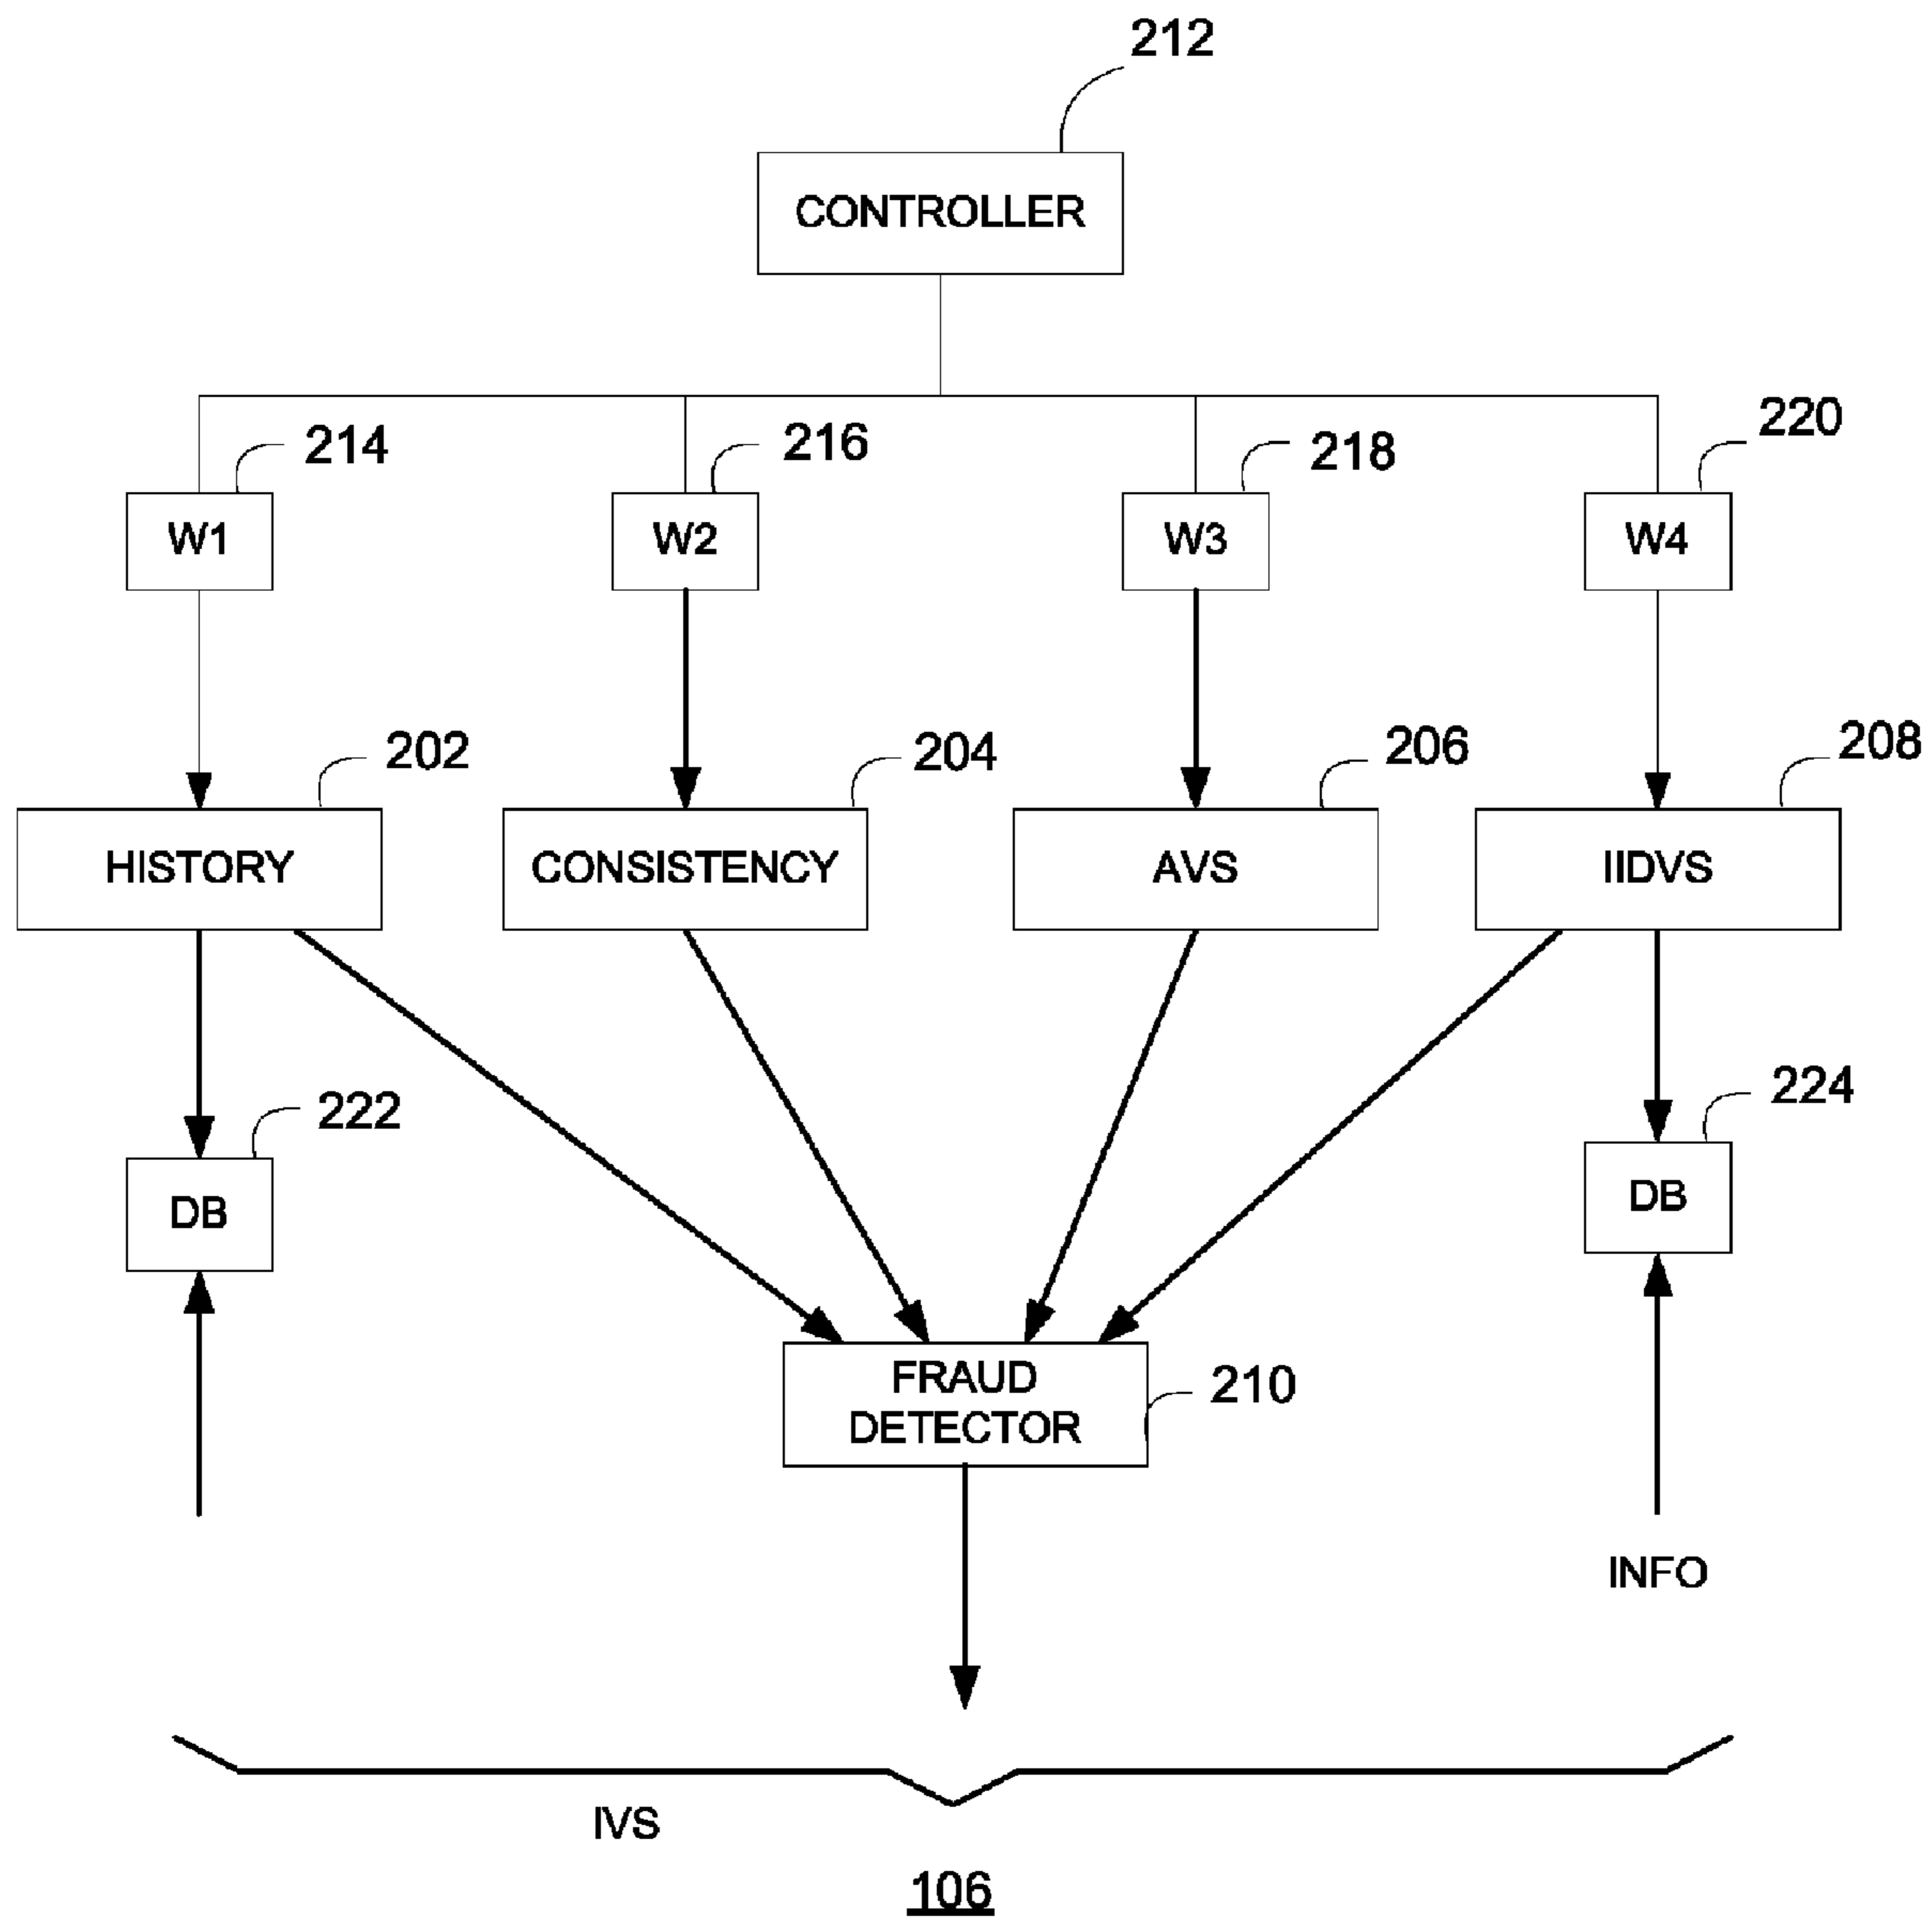 212
CONTROLLER
214
216
218
220
W1
W2
W3
W4
202
204
206
208
HISTORY
CONSISTENCY
AVS
IIDVS
222
224
DB
DB
FRAUD
DETECTOR
210
INFO
IVS
106